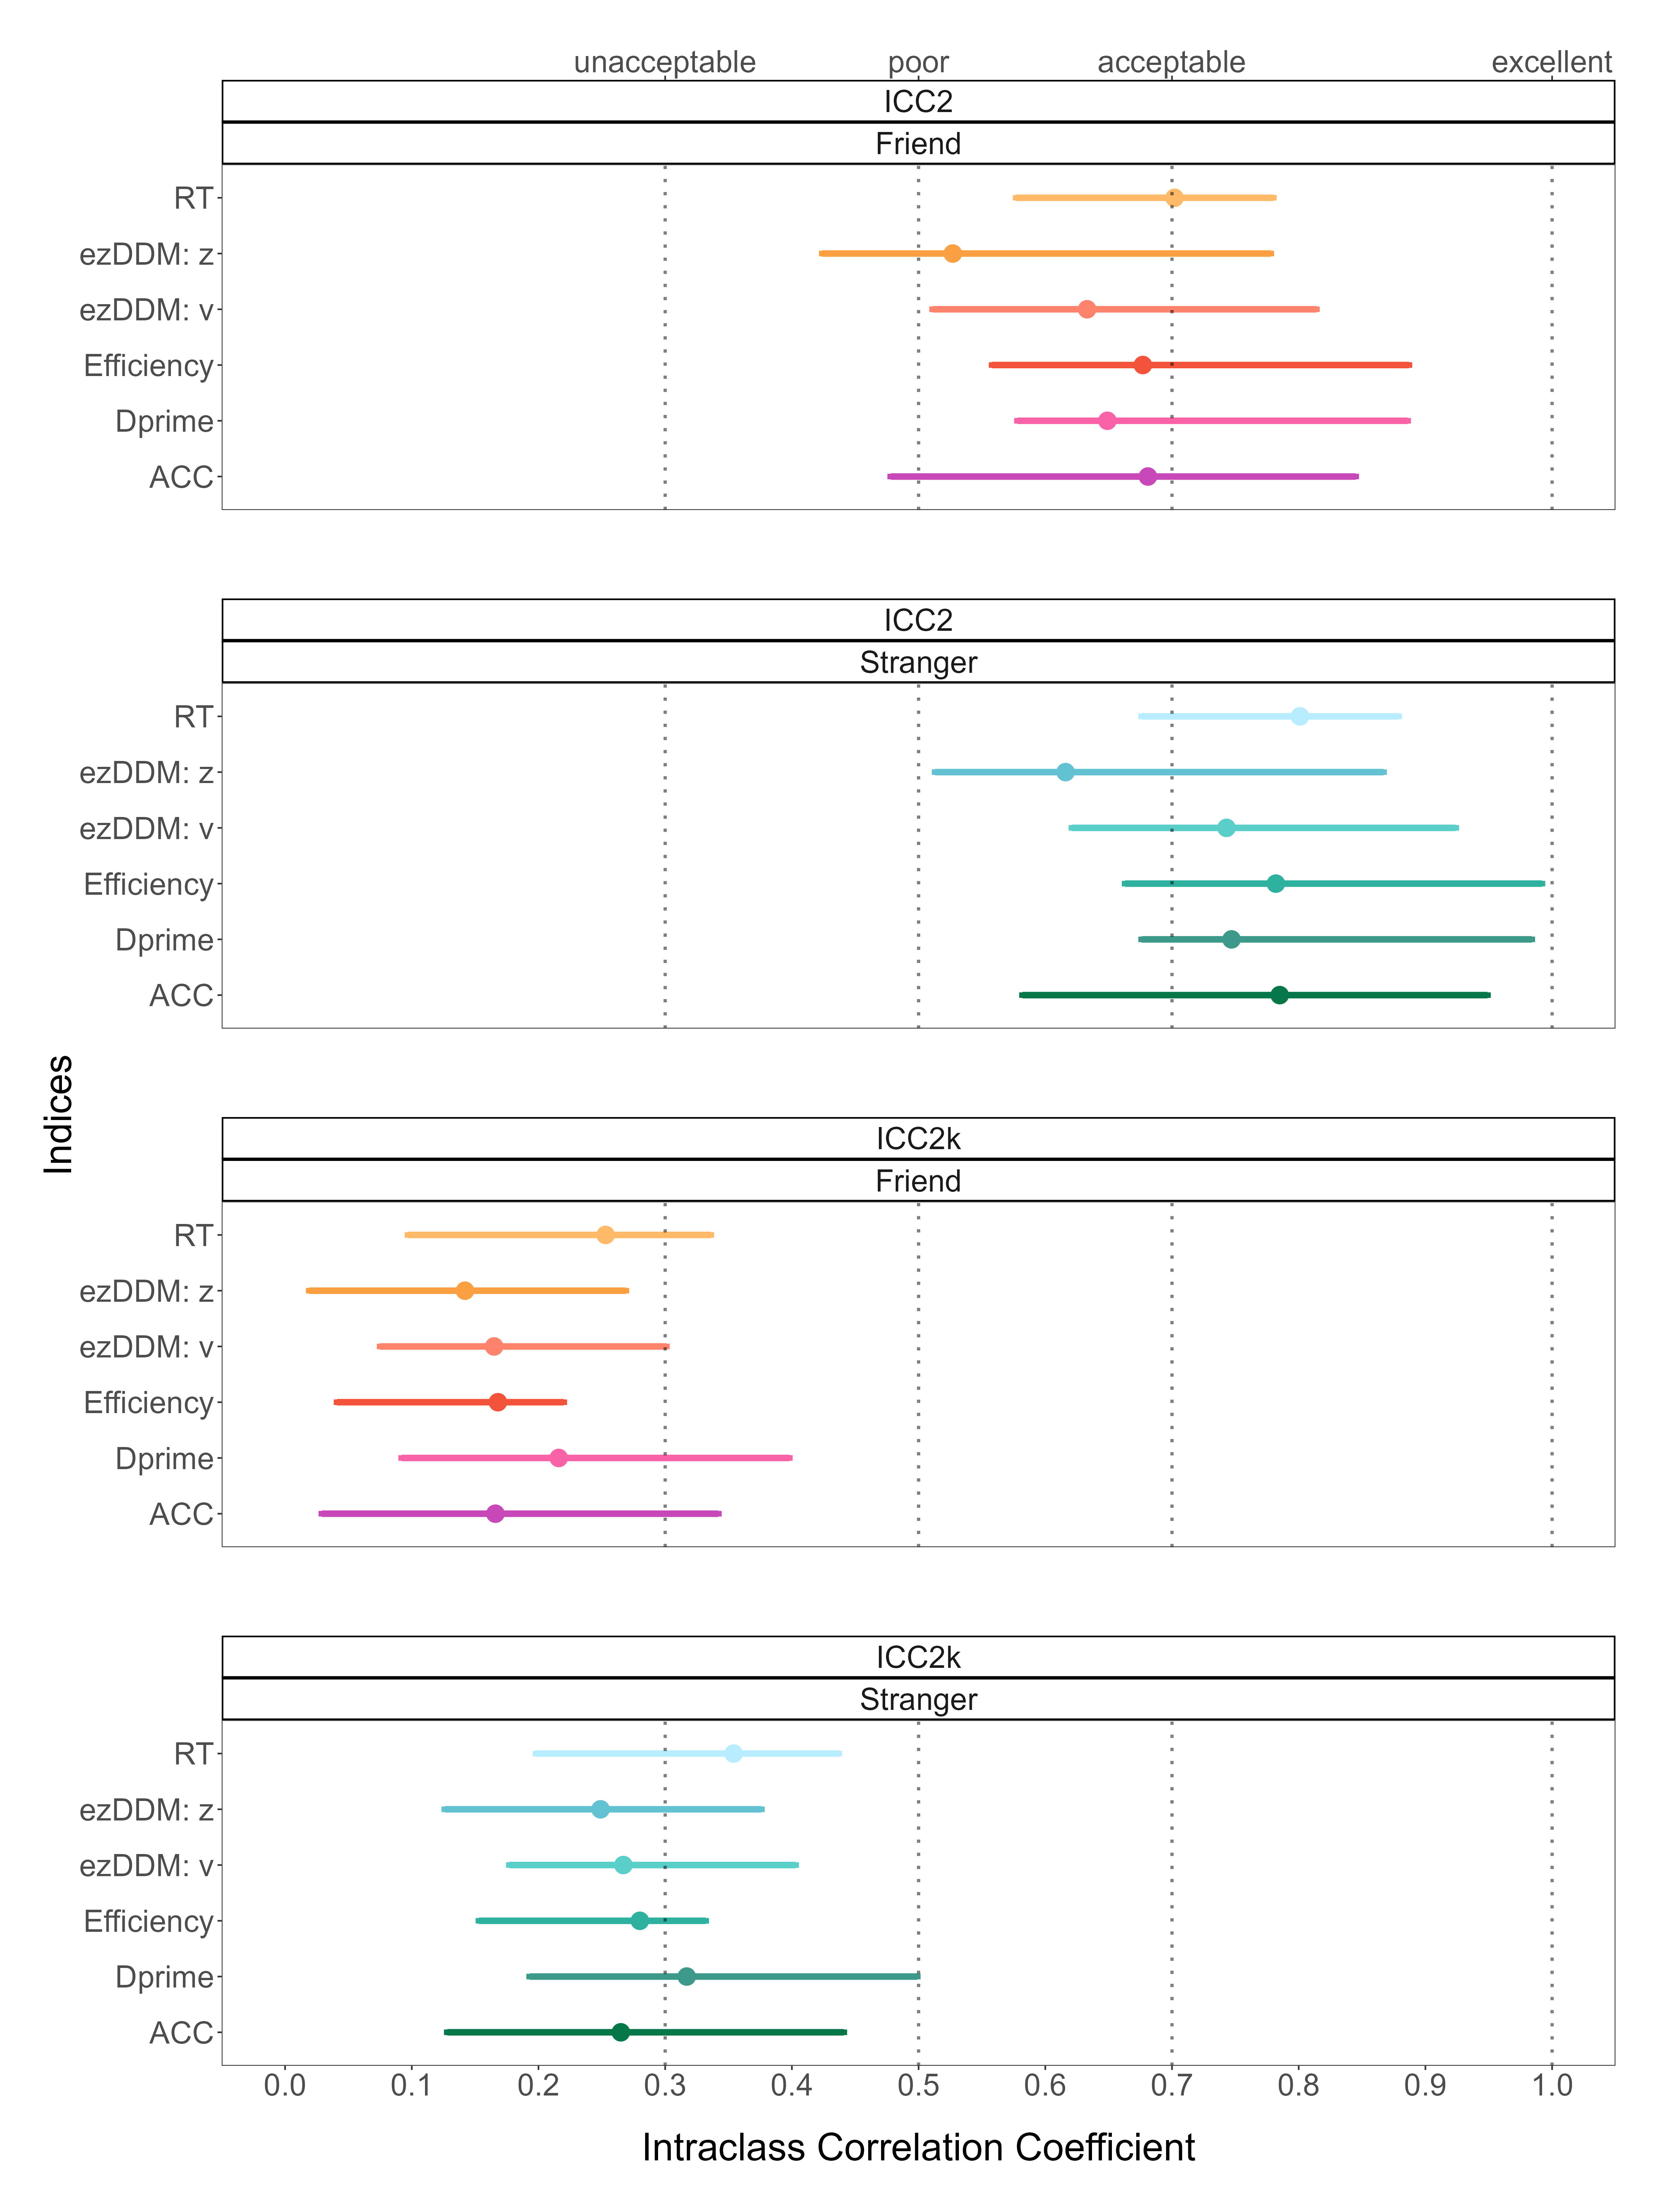 unacceptable poor acceptable excellent
ICC2
Friend
RT
ezDDM: z
ezDDM: v
Efficiency
Dprime
ACC
ICC2
Stranger
RT
ezDDM: z
ezDDM: v
Efficiency
Dprime
ACC
Indices
ICC2k
Friend
RT
ezDDM: z
ezDDM: v
Efficiency
Dprime
ACC
ICC2k
Stranger
RT
ezDDM: z
ezDDM: v
Efficiency
Dprime
ACC
0.0 0.1 0.2 0.3 0.4 0.5 0.6 0.7 0.8 0.9 1.0
Intraclass Correlation Coefficient